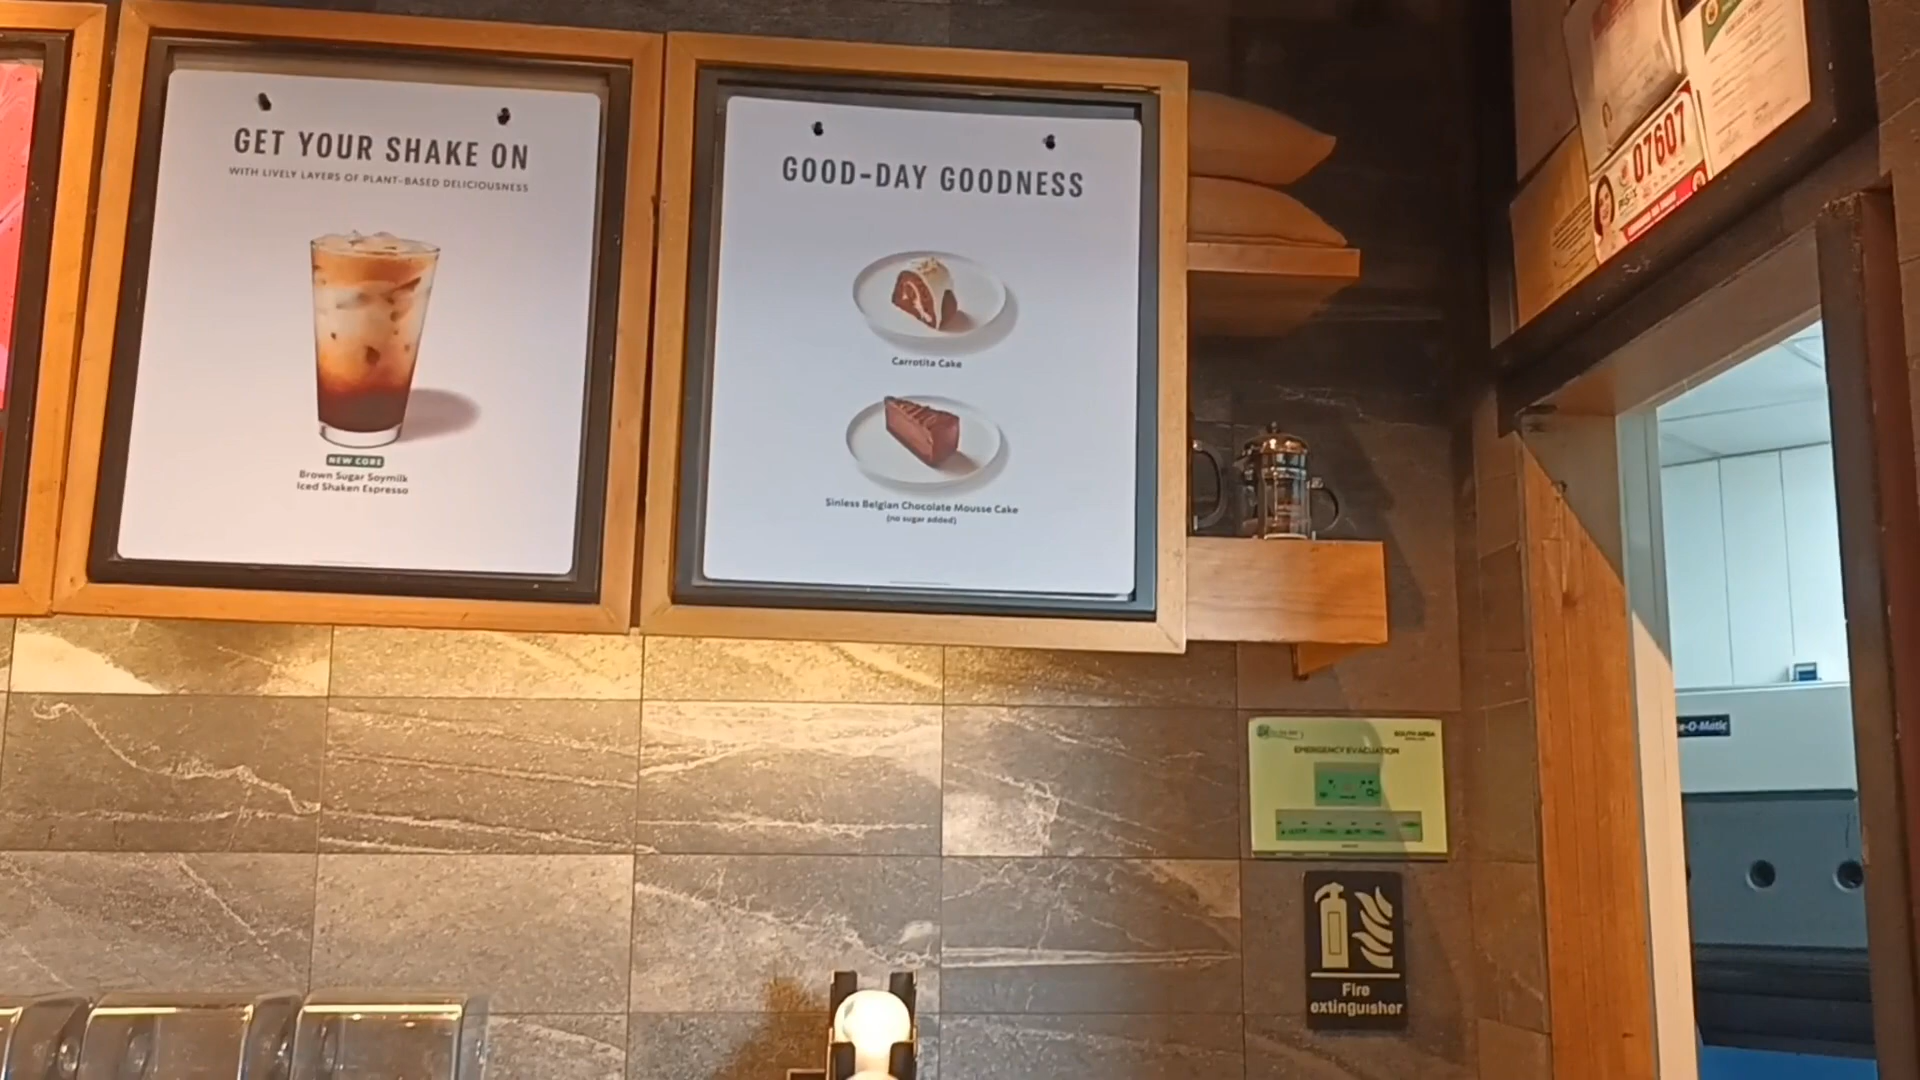 GET YOUR SHAKE ON
WITH LIVELY LAYERS OF PLANT-BASED DELICIOUSNESS
NEW CORE
Brown Sugar Soymilk
Iced Shaken Espresso
GOOD-DAY GOODNESS
Carrotita Cake
Sinless Belgian Chocolate Mousse Cake
(no sugar added)
07607
e-O-Matic
SOUTH AREA
EMERGENCY EVACUATION
Fire
extinguisher